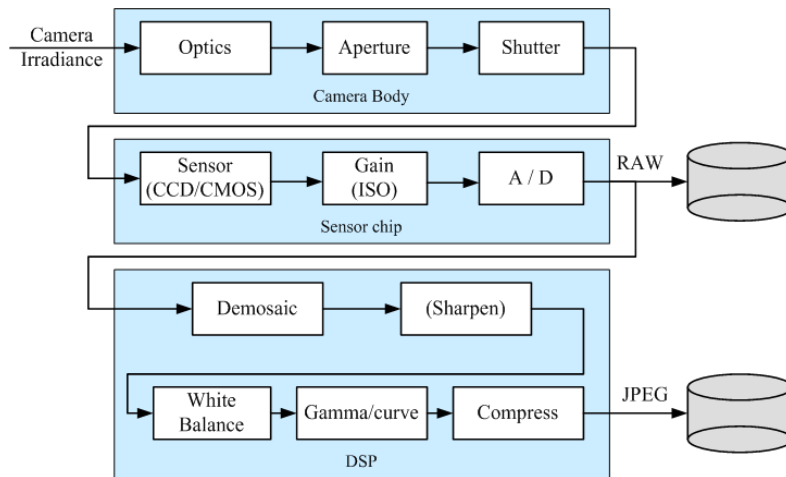 Camera
Irradiance
Optics
Aperture
Shutter
Camera Body
Sensor
(CCD/CMOS)
Gain
(ISO)
A / D
RAW
Sensor chip
Demosaic
(Sharpen)
White
Balance
Gamma/curve
Compress
JPEG
DSP